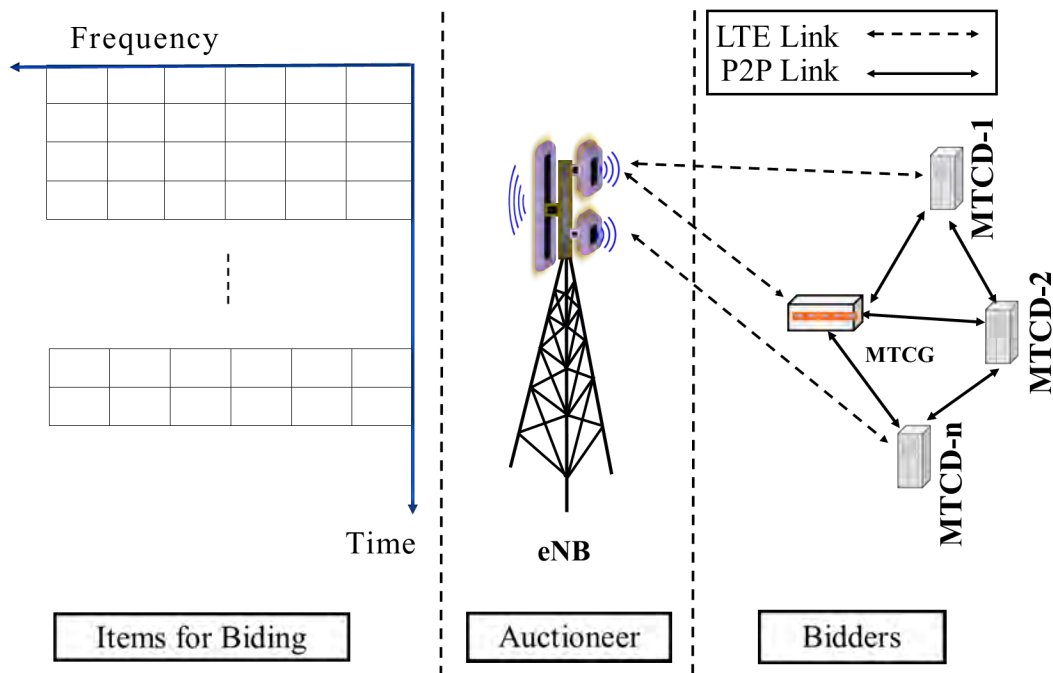 Frequency
Time
Items for Biding
eNB
Auctioneer
LTE Link
P2P Link
MTCD-1
MTCD-2
MTCG
MTCD-n
Bidders